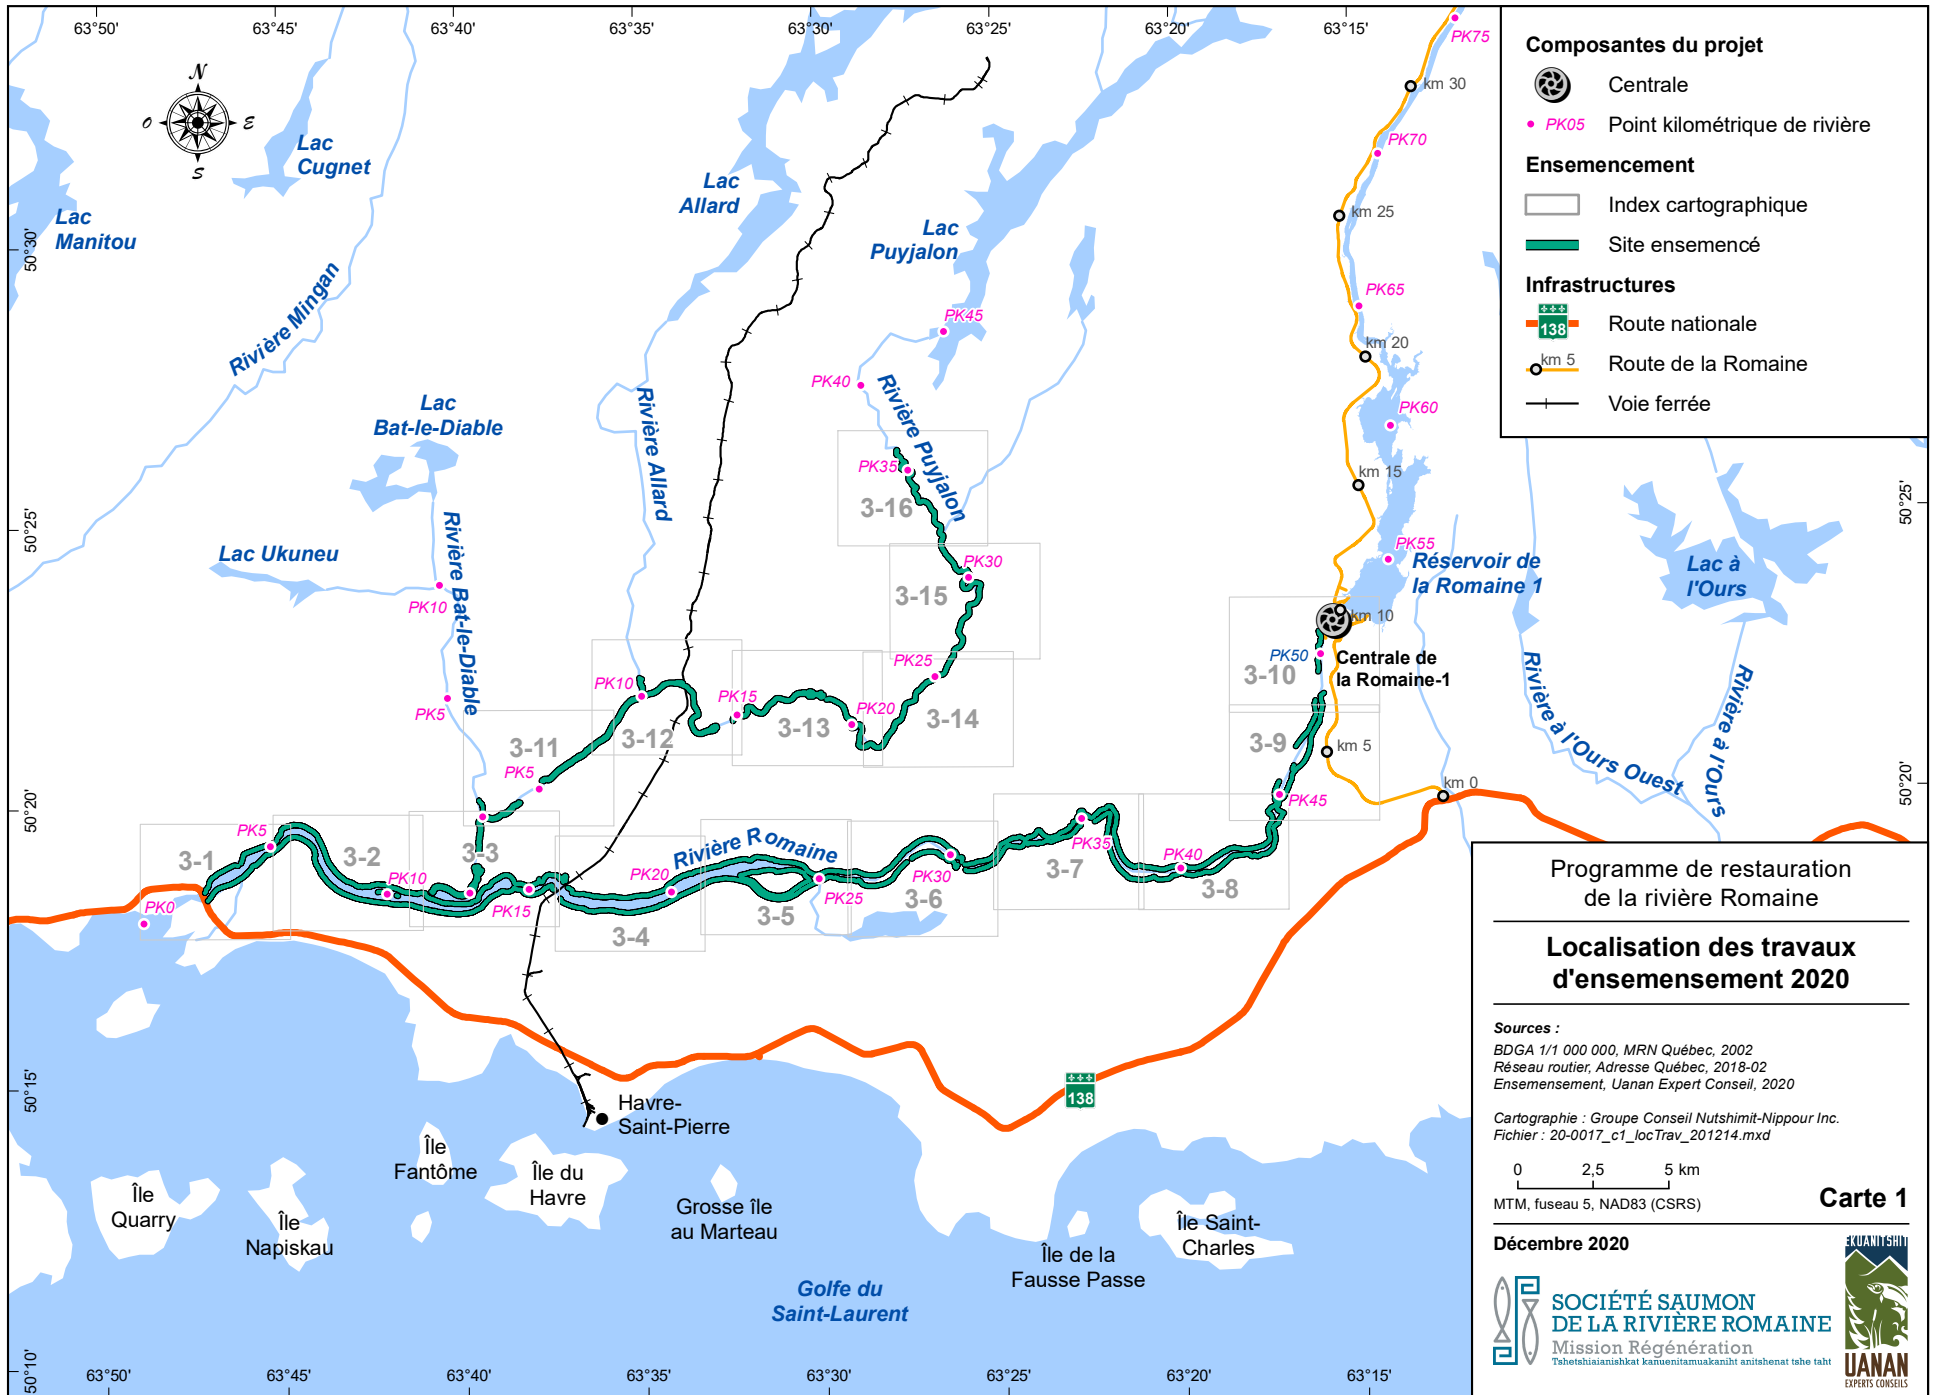 63°50'
63°45'
63°40'
63°35'
63°30'
63°25'
63°20'
63°15'
N
O
E
S
Lac
Cugnet
Lac
Manitou
Rivière Mingan
Lac
Allard
Lac
Puyjalon
PK75
km 30
PK70
km 25
PK65
km 20
PK60
km 15
PK55
Réservoir de
la Romaine 1
km 10
PK50
Centrale de
la Romaine-1
km 5
km 0
PK45
PK45
PK40
Rivière Puyjalon
PK35
3-16
PK30
3-15
PK25
3-14
PK20
3-13
PK15
Rivière Allard
PK10
3-12
3-11
PK5
Lac
Bat-le-Diable
Lac Ukuneu
Rivière Bat-le-Diable
PK10
PK5
3-10
3-9
3-8
PK40
3-7
PK35
3-6
PK30
3-5
PK25
Rivière Romaine
PK20
3-4
PK15
3-3
PK10
3-2
PK5
3-1
PK0
Lac à
l'Ours
Rivière à l'Ours Ouest
Rivière à l'Ours
50°30'
50°25'
50°20'
50°15'
50°10'
50°25'
50°20'
138
Havre-
Saint-Pierre
Île
Fantôme
Île du
Havre
Île
Quarry
Île
Napiskau
Grosse île
au Marteau
Île de la
Fausse Passe
Île Saint-
Charles
Golfe du
Saint-Laurent
63°50'
63°45'
63°40'
63°35'
63°30'
63°25'
63°20'
63°15'
Composantes du projet
Centrale
PK05 Point kilométrique de rivière
Ensemencement
Index cartographique
Site ensemencé
Infrastructures
138 Route nationale
km 5 Route de la Romaine
Voie ferrée
Programme de restauration
de la rivière Romaine
Localisation des travaux
d'ensemensement 2020
Sources :
BDGA 1/1 000 000, MRN Québec, 2002
Réseau routier, Adresse Québec, 2018-02
Ensemensement, Uanan Expert Conseil, 2020
Cartographie : Groupe Conseil Nutshimit-Nippour Inc.
Fichier : 20-0017_c1_locTrav_201214.mxd
0 2,5 5 km
MTM, fuseau 5, NAD83 (CSRS)
Carte 1
Décembre 2020
SOCIÉTÉ SAUMON
DE LA RIVIÈRE ROMAINE
Mission Régénération
Tshetshiaianishkat kanuenitamuakaniht anitshenat tshe taht
EKUANITSHIT
UANAN
EXPERTS CONSEILS